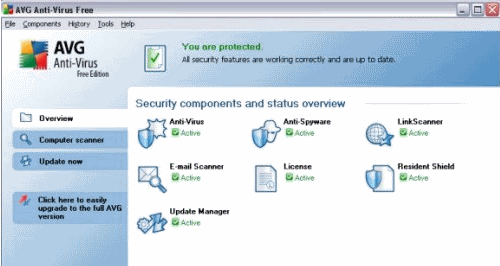 AVG Anti-Virus Free
File Components History Tools Help
AVG
Anti-Virus
Free Edition
You are protected.
All security features are working correctly and are up to date.
Overview
Computer scanner
Update now
Click here to easily
upgrade to the full AVG
version
Security components and status overview
Anti-Virus
Active
Anti-Spyware
Active
LinkScanner
Active
E-mail Scanner
Active
License
Active
Resident Shield
Active
Update Manager
Active